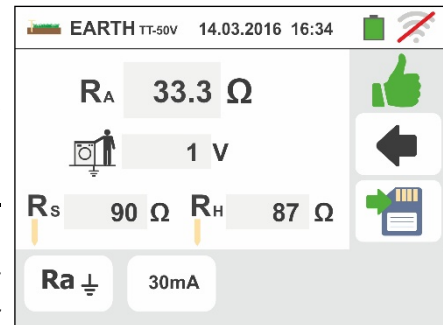 EARTH TT-50V 14.03.2016 16:34
RA 33.3 Ω
1 V
RS 90 Ω RH 87 Ω
Ra 30mA